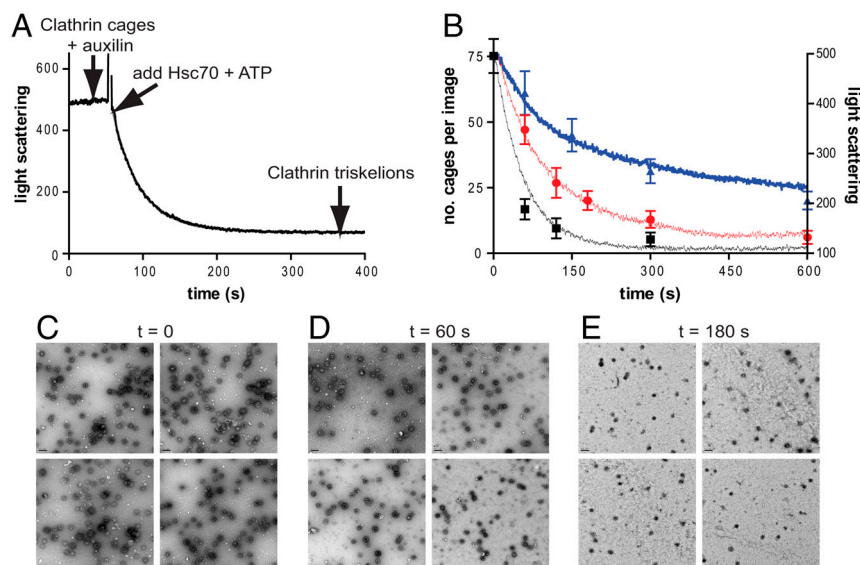 A
Clathrin cages
+ auxilin
add Hsc70 + ATP
Clathrin triskelions
light scattering
600
400
200
0
0 100 200 300 400
time (s)
B
no. cages per image
75
50
25
0
500
400
300
200
100
light scattering
0 150 300 450 600
time (s)
C
t = 0
D
t = 60 s
E
t = 180 s